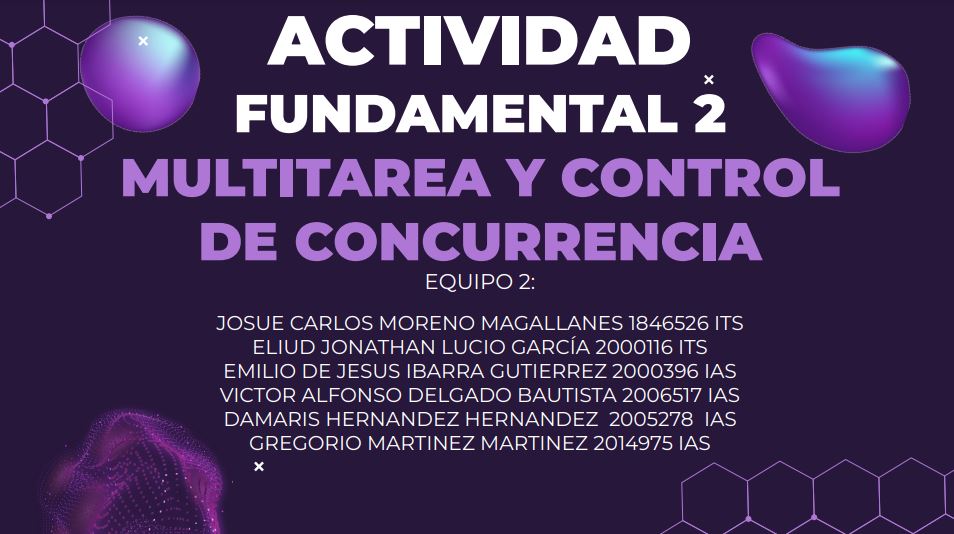 ACTIVIDAD
FUNDAMENTAL 2
MULTITAREA Y CONTROL
DE CONCURRENCIA
EQUIPO 2:
JOSUE CARLOS MORENO MAGALLANES 1846526 ITS
ELIUD JONATHAN LUCIO GARCÍA 2000116 ITS
EMILIO DE JESUS IBARRA GUTIERREZ 2000396 IAS
VICTOR ALFONSO DELGADO BAUTISTA 2006517 IAS
DAMARIS HERNANDEZ HERNANDEZ 2005278 IAS
GREGORIO MARTINEZ MARTINEZ 2014975 IAS